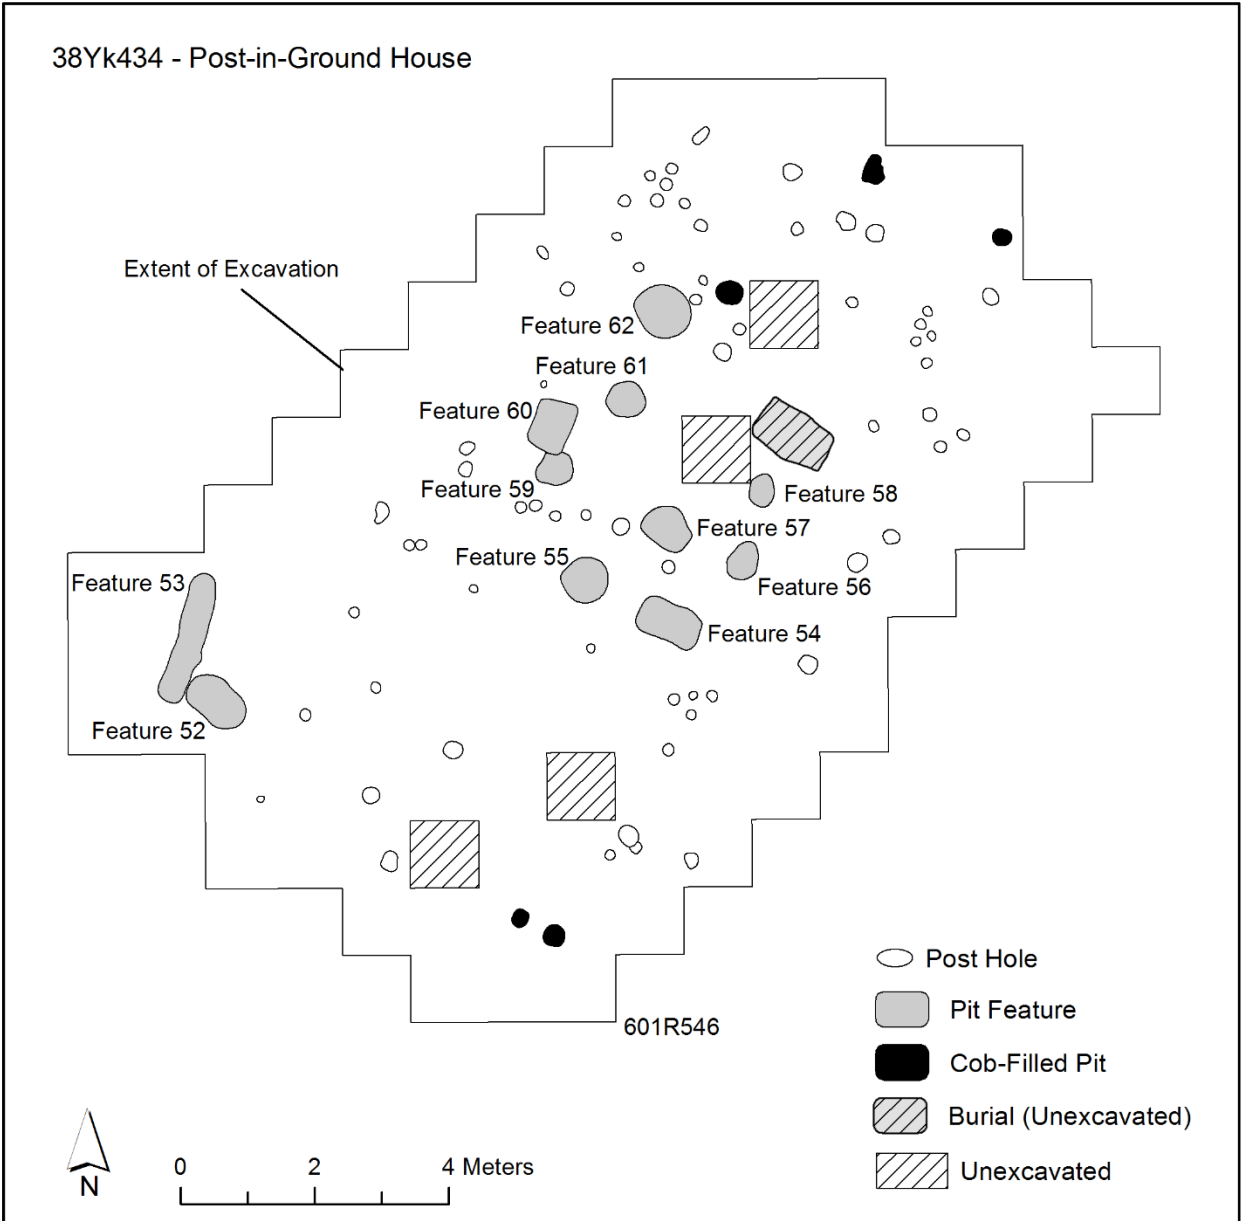 38Yk434 - Post-in-Ground House
Extent of Excavation
Feature 62
Feature 61
Feature 60
Feature 59
Feature 58
Feature 57
Feature 55
Feature 56
Feature 53
Feature 54
Feature 52
601R546
Post Hole
Pit Feature
Cob-Filled Pit
Burial (Unexcavated)
Unexcavated
N
0 2 4 Meters